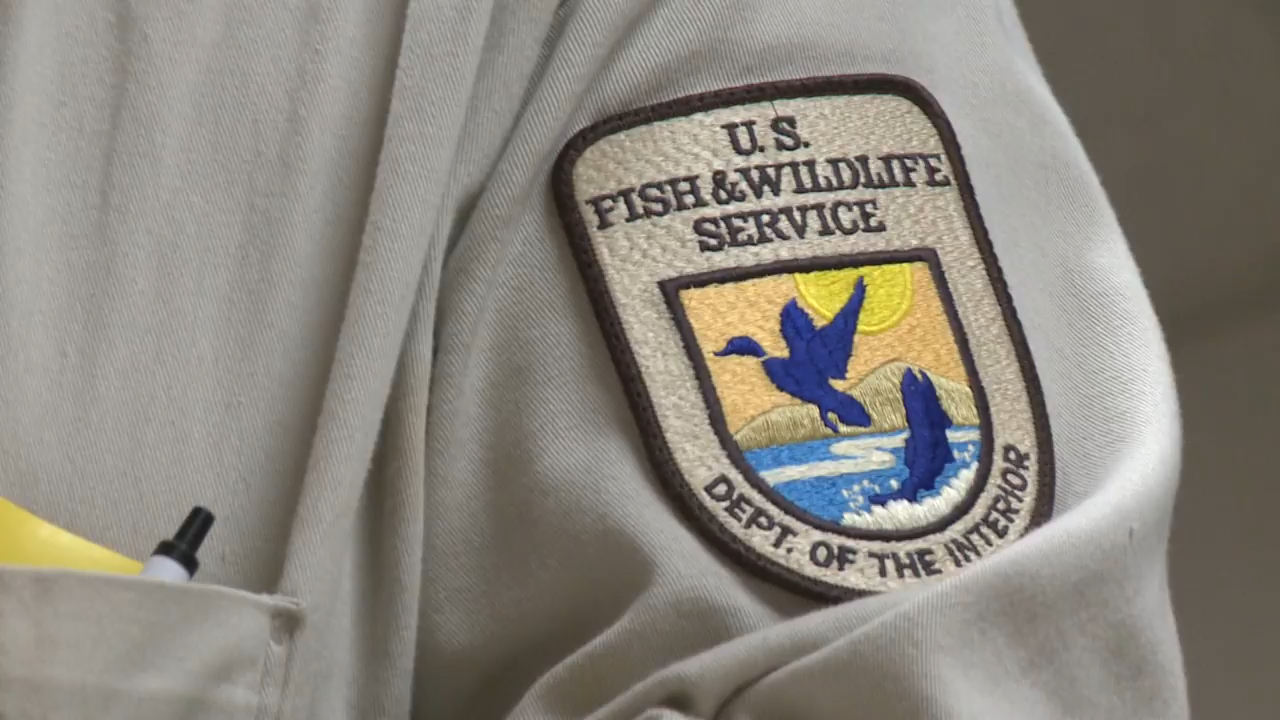 U.S.
FISH & WILDLIFE
SERVICE
DEPT. OF THE INTERIOR